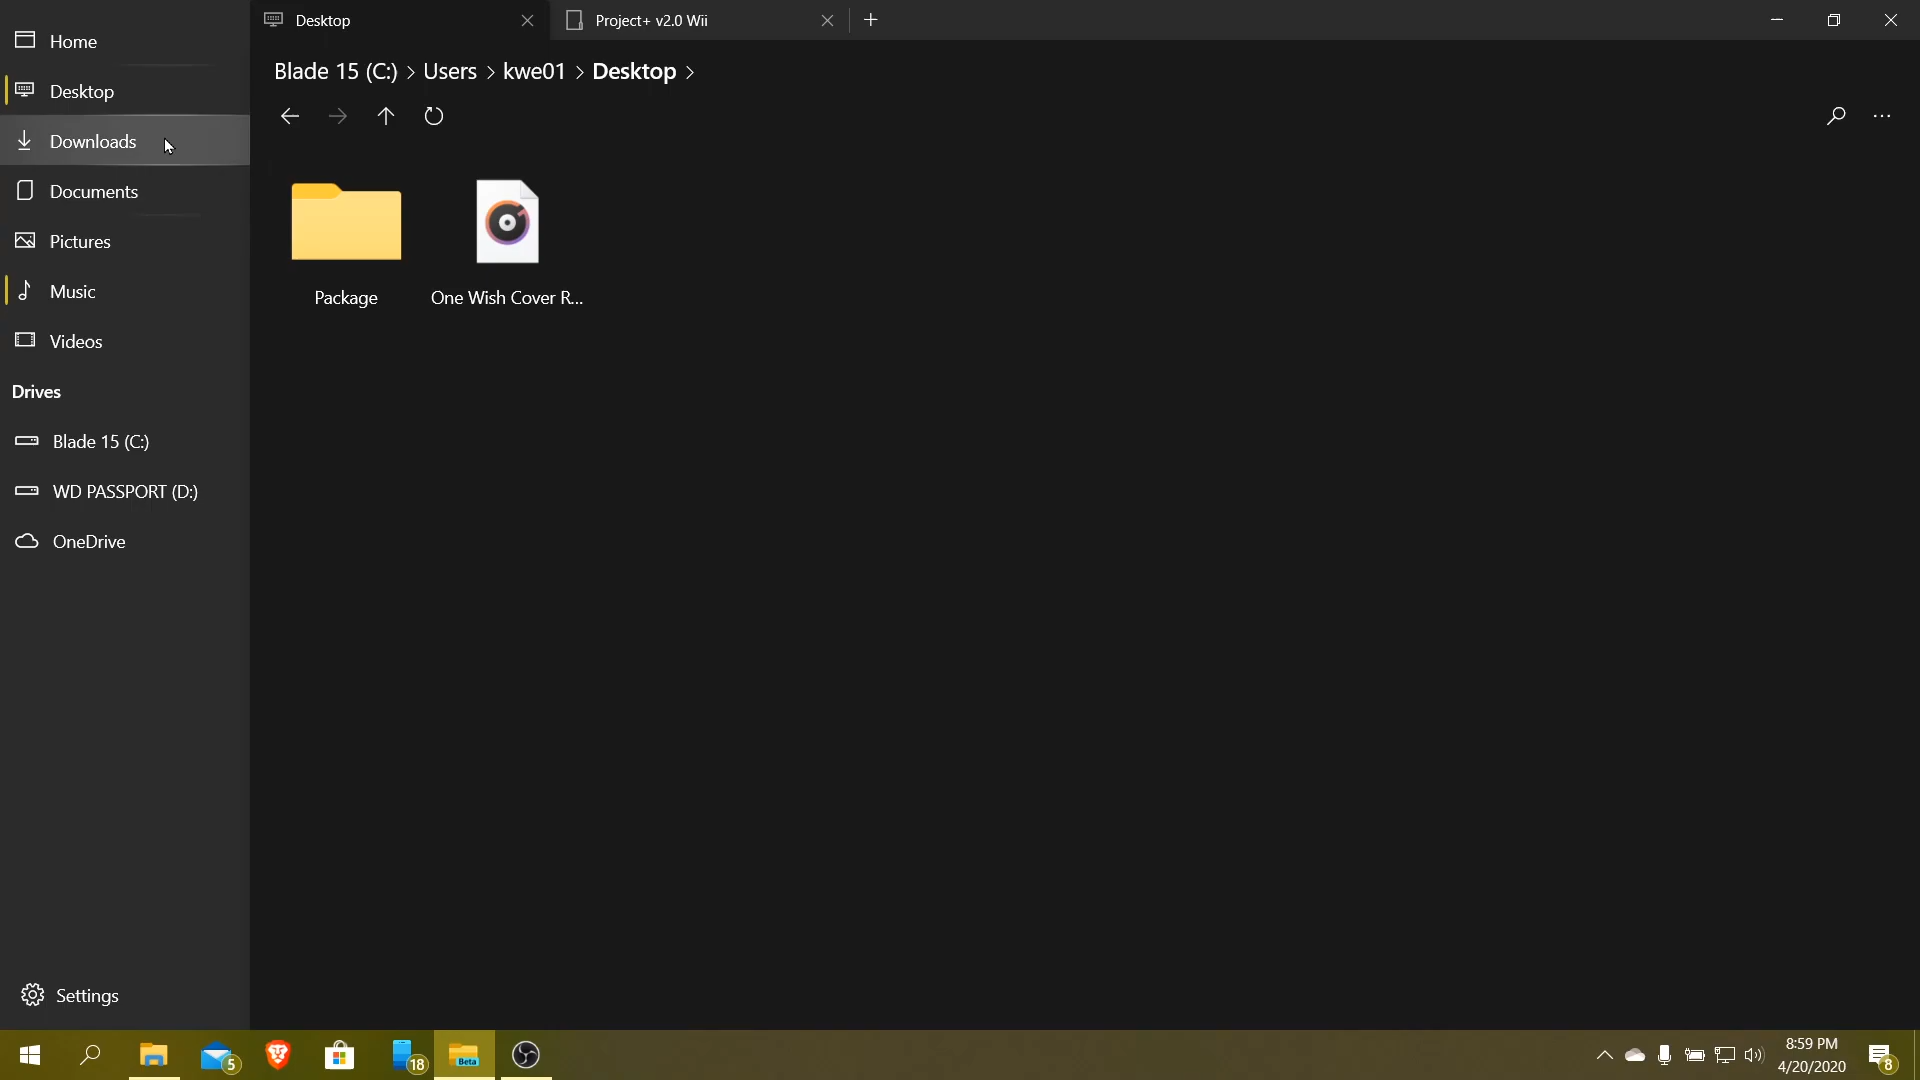 Home
Desktop
Downloads
Documents
Pictures
Music
Videos
Drives
Blade 15 (C:)
WD PASSPORT (D:)
OneDrive
Settings
Desktop
Project+ v2.0 Wii
Blade 15 (C:) > Users > kwe01 > Desktop >
Package
One Wish Cover R...
5
18
Beta
8:59 PM
4/20/2020
8